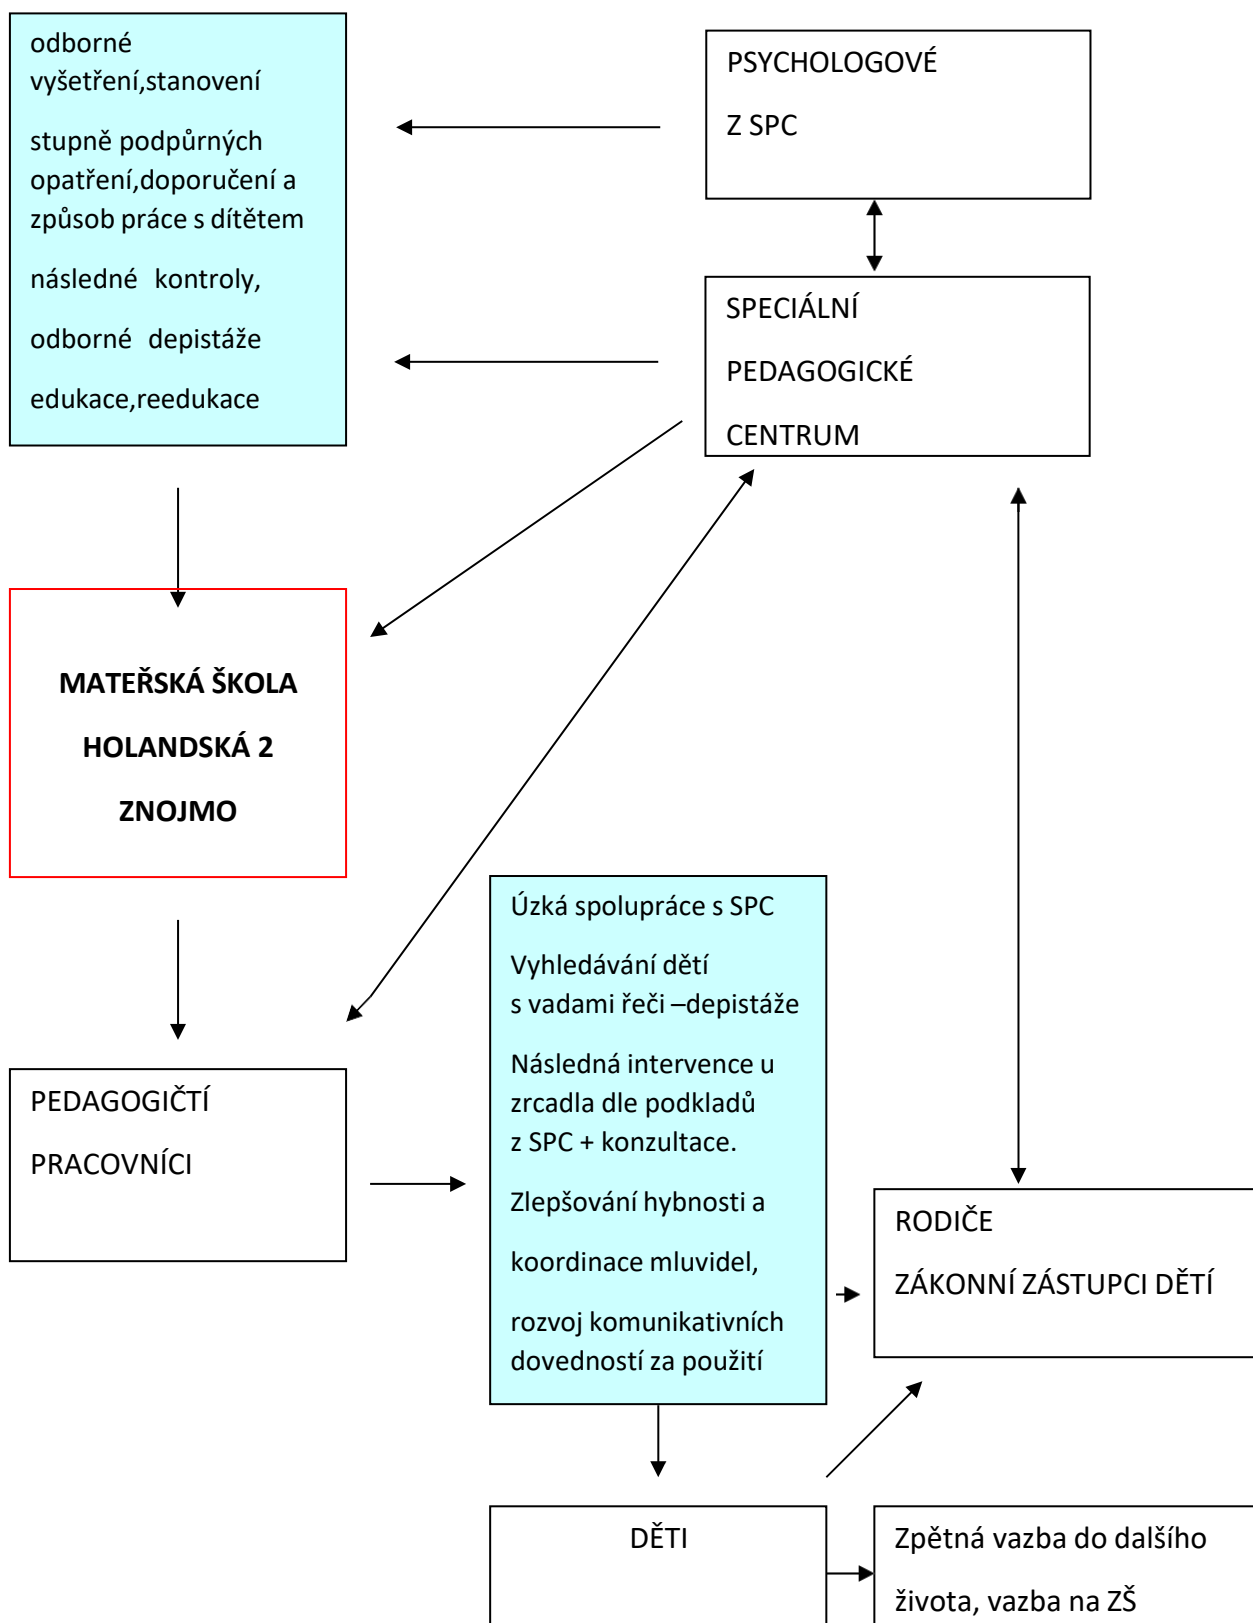 odborné
vyšetření,stanovení
stupně podpůrných
opatření,doporučení a
způsob práce s dítětem
následné kontroly,
odborné depistáže
edukace,reedukace
PSYCHOLOGOVÉ
Z SPC
SPECIÁLNÍ
PEDAGOGICKÉ
CENTRUM
MATEŘSKÁ ŠKOLA
HOLANDSKÁ 2
ZNOJMO
PEDAGOGIČTÍ
PRACOVNÍCI
Úzká spolupráce s SPC
Vyhledávání dětí
s vadami řeči –depistáže
Následná intervence u
zrcadla dle podkladů
z SPC + konzultace.
Zlepšování hybnosti a
koordinace mluvidel,
rozvoj komunikativních
dovedností za použití
RODIČE
ZÁKONNÍ ZÁSTUPCI DĚTÍ
DĚTI
Zpětná vazba do dalšího
života, vazba na ZŠ